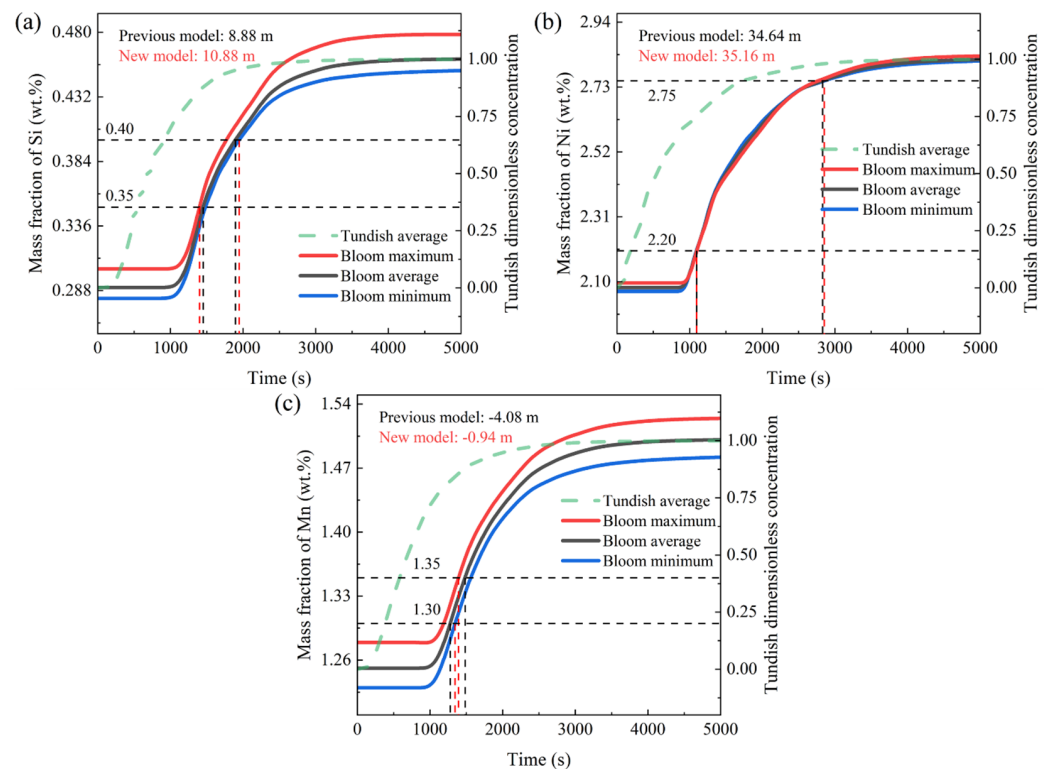 (a)
Previous model: 8.88 m
New model: 10.88 m
Mass fraction of Si (wt.%)
0.480
0.432
0.384
0.336
0.288
0.40
0.35
Tundish average
Bloom maximum
Bloom average
Bloom minimum
1.00
0.75
0.50
0.25
0.00
Tundish dimensionless concentration
0 1000 2000 3000 4000 5000
Time (s)
(b)
Previous model: 34.64 m
New model: 35.16 m
Mass fraction of Ni (wt.%)
2.94
2.73
2.52
2.31
2.10
2.75
2.20
Tundish average
Bloom maximum
Bloom average
Bloom minimum
1.00
0.75
0.50
0.25
0.00
Tundish dimensionless concentration
0 1000 2000 3000 4000 5000
Time (s)
(c)
Previous model: -4.08 m
New model: -0.94 m
Mass fraction of Mn (wt.%)
1.54
1.47
1.40
1.33
1.26
1.35
1.30
Tundish average
Bloom maximum
Bloom average
Bloom minimum
1.00
0.75
0.50
0.25
0.00
Tundish dimensionless concentration
0 1000 2000 3000 4000 5000
Time (s)